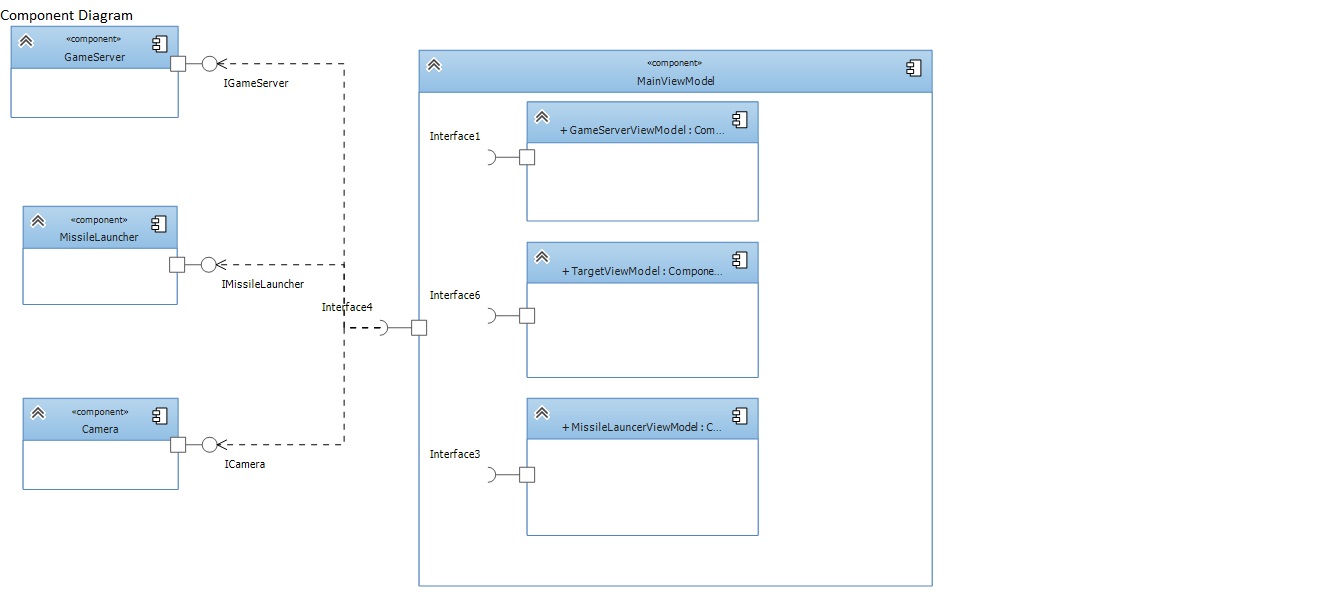 Component Diagram
«component»
GameServer
IGameServer
«component»
MissileLauncher
IMissileLauncher
«component»
Camera
ICamera
Interface4
«component»
MainViewModel
Interface1
+ GameServerViewModel : Com...
Interface6
+ TargetViewModel : Compone...
Interface3
+ MissileLauncerViewModel : C...